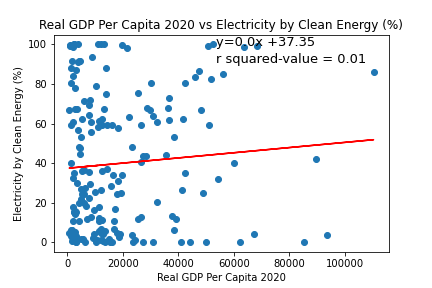 Real GDP Per Capita 2020 vs Electricity by Clean Energy (%)
y=0.0x +37.35
r squared-value = 0.01
Electricity by Clean Energy (%)
100
80
60
40
20
0
0 20000 40000 60000 80000 100000
Real GDP Per Capita 2020